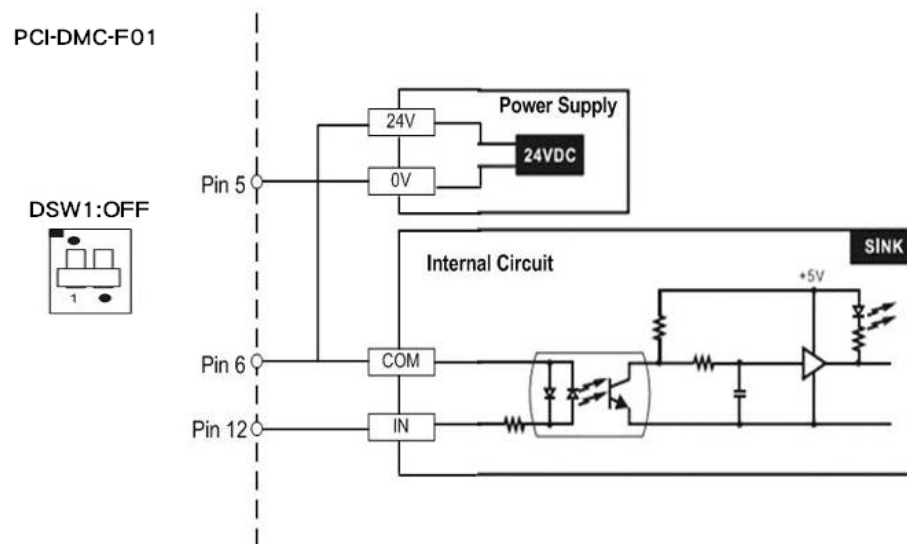 PCI-DMC-F01
Power Supply
24V
24VDC
0V
Pin 5
DSW1:OFF
1
SINK
Internal Circuit
+5V
Pin 6
COM
Pin 12
IN